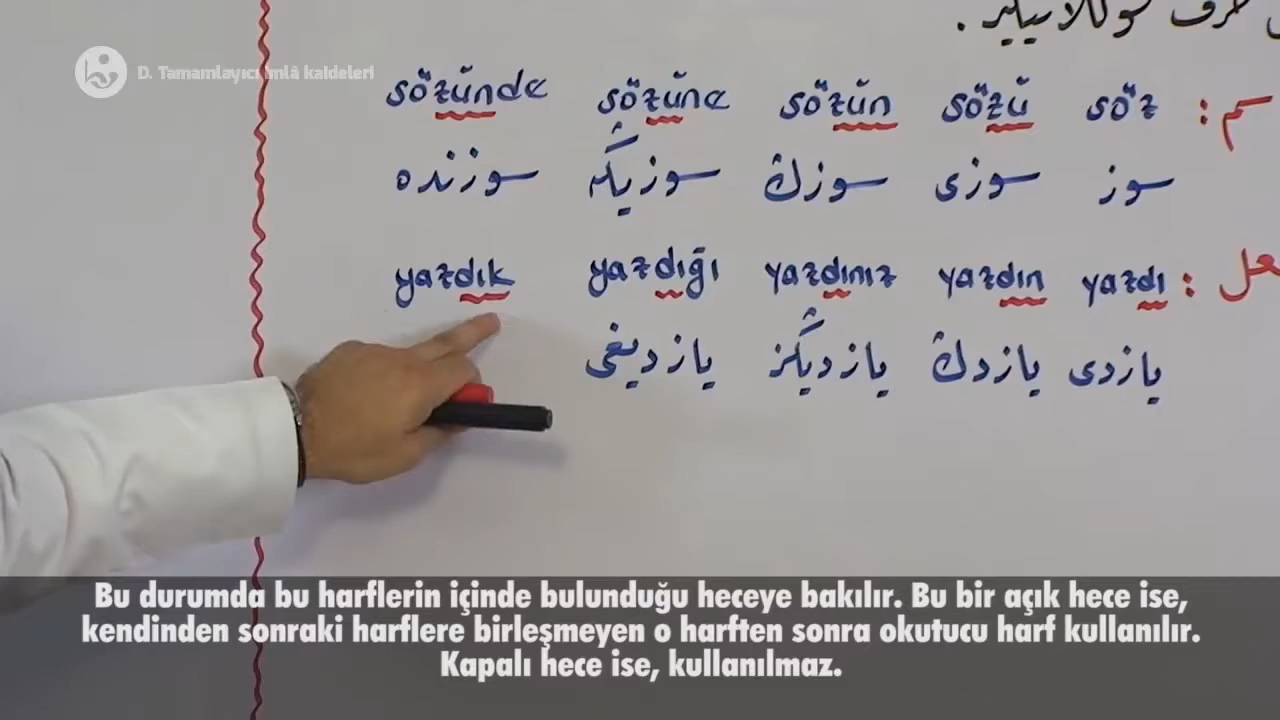 D. Tamamlayıcı imlâ kaideleri
söz sözü sözün sözüne sözünde
سوز سوزى سوزڭ سوزيڭه سوزنده
yazdı yazdın yazdınız yazdığı yazdık
يازدى يازدڭ يازديڭز يازديغى
Bu durumda bu harflerin içinde bulunduğu heceye bakılır. Bu bir açık hece ise,
kendinden sonraki harflere birleşmeyen o harften sonra okutucu harf kullanılır.
Kapalı hece ise, kullanılmaz.